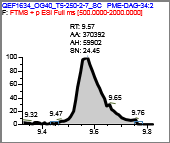 QEF1634_OG40_T5-250-2-7_SC PME-DAG-34:2
F: FTMS + p ESI Full ms [500.0000-2000.0000]
RT: 9.57
AA: 370392
AH: 59902
SN: 24.45
100
80
60
40
20
0
9.32
9.47
9.65
9.76
9.4
9.6
9.8